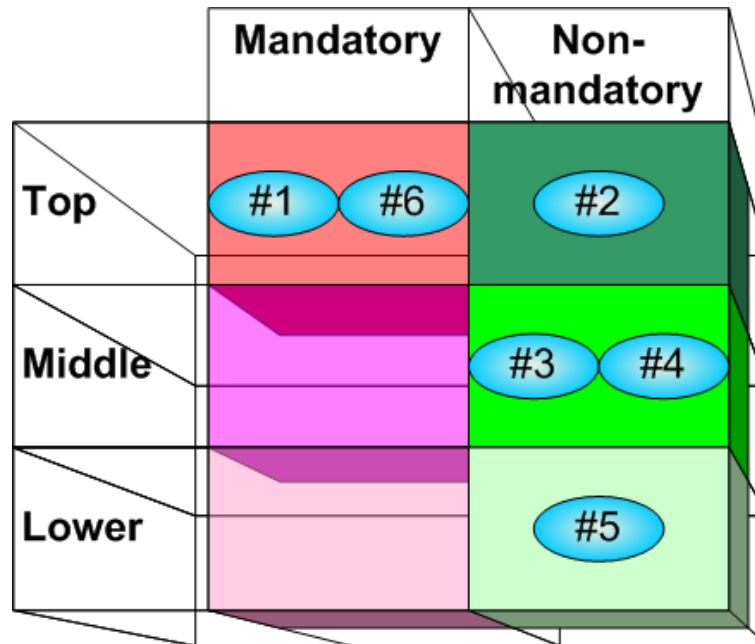 Mandatory
Non-
mandatory
Top
#1 #6
#2
Middle
#3 #4
Lower
#5